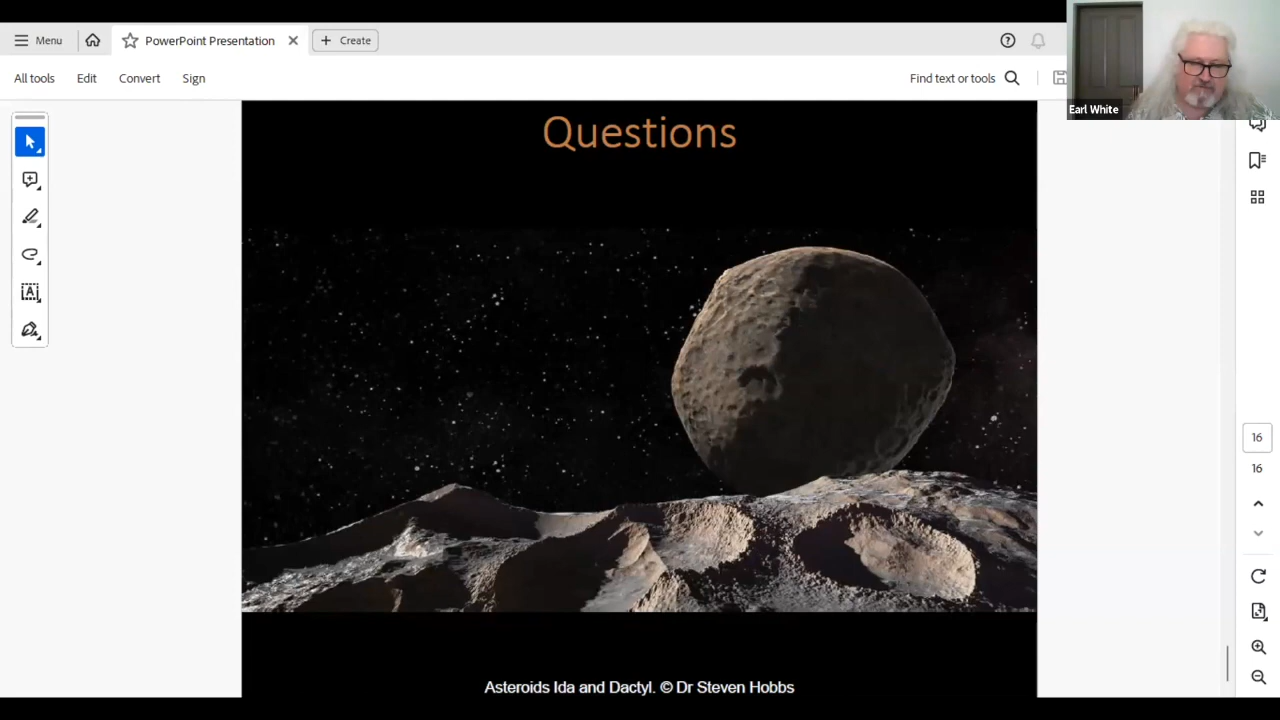 Menu
PowerPoint Presentation
Create
All tools
Edit
Convert
Sign
Find text or tools
Earl White
Questions
16
16
Asteroids Ida and Dactyl. © Dr Steven Hobbs